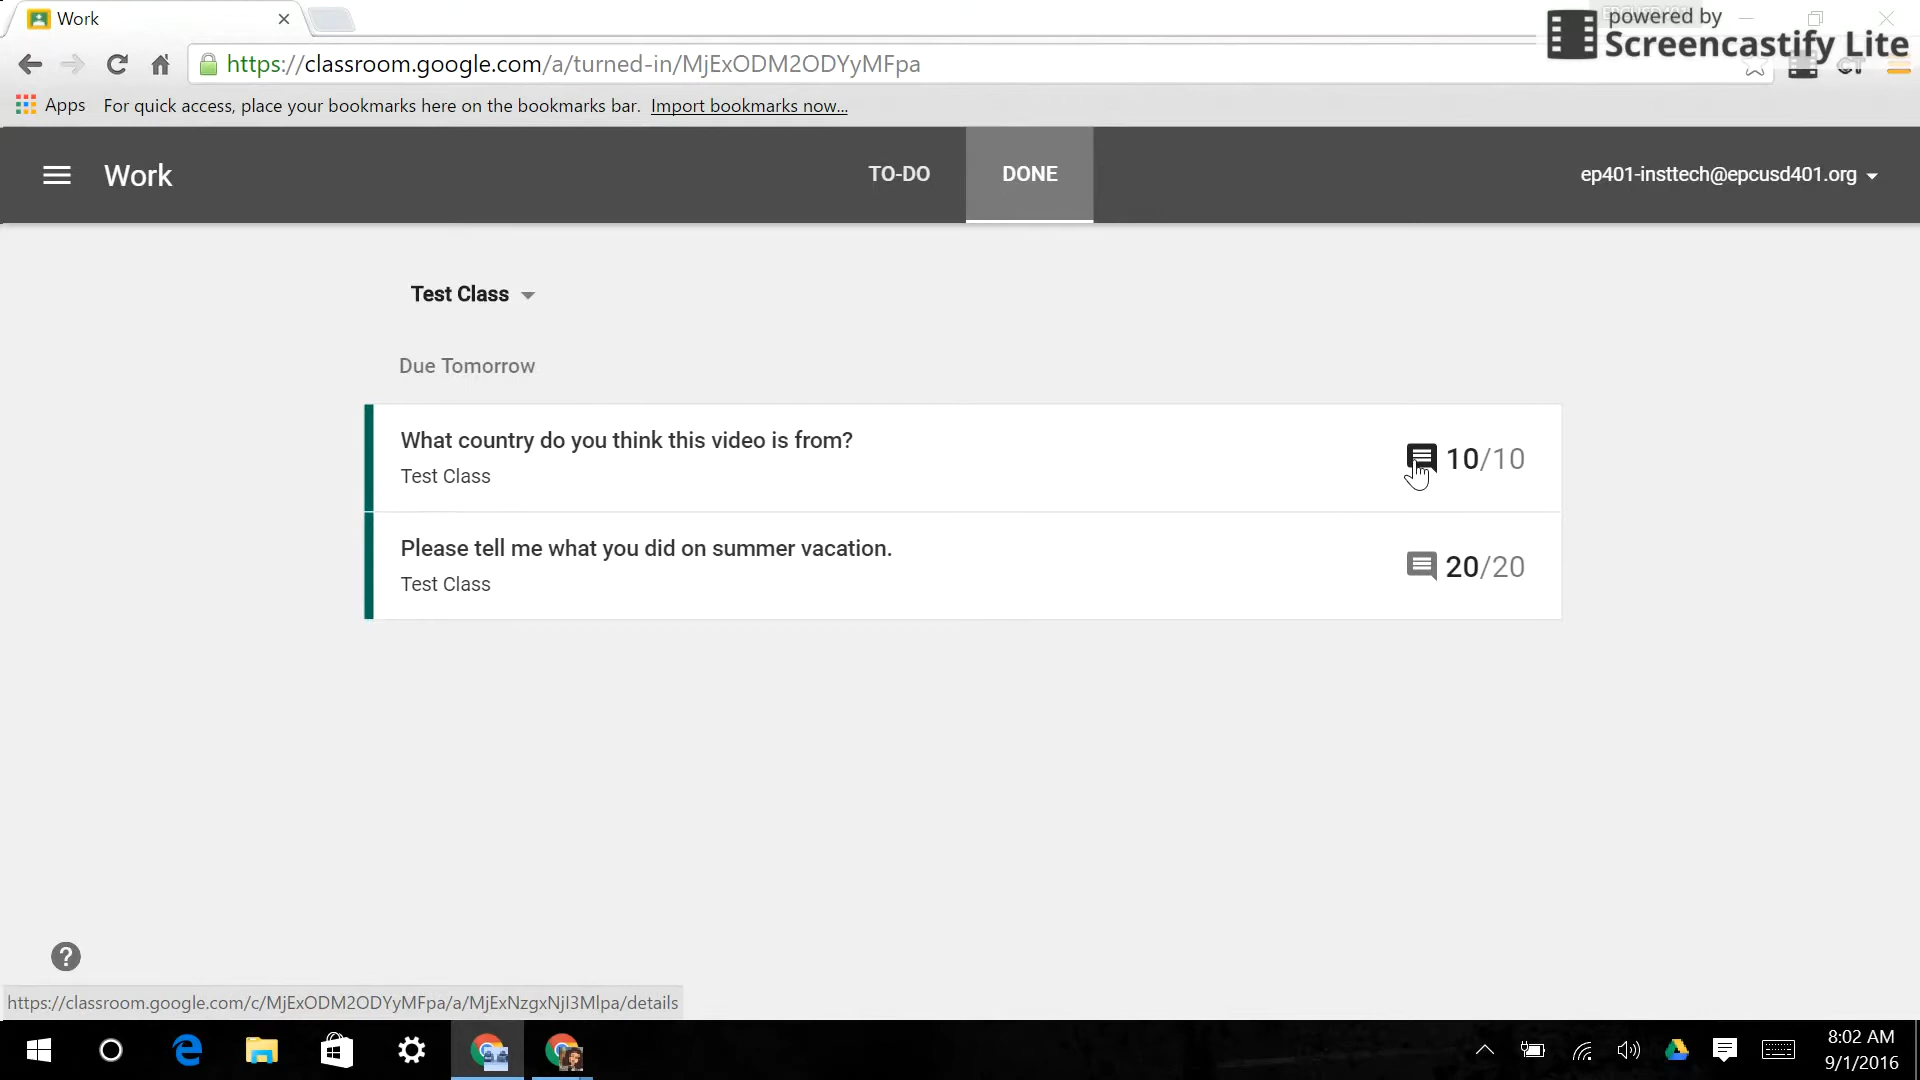 Work
powered by
Screencastify Lite
https://classroom.google.com/a/turned-in/MjExODM2ODYyMFpa
Apps
For quick access, place your bookmarks here on the bookmarks bar. Import bookmarks now...
Work
TO-DO
DONE
ep401-insttech@epcusd401.org
Test Class
Due Tomorrow
What country do you think this video is from?
Test Class
10/10
Please tell me what you did on summer vacation.
Test Class
20/20
?
https://classroom.google.com/c/MjExODM2ODYyMFpa/a/MjExNzgxNjI3Mlpa/details
8:02 AM
9/1/2016